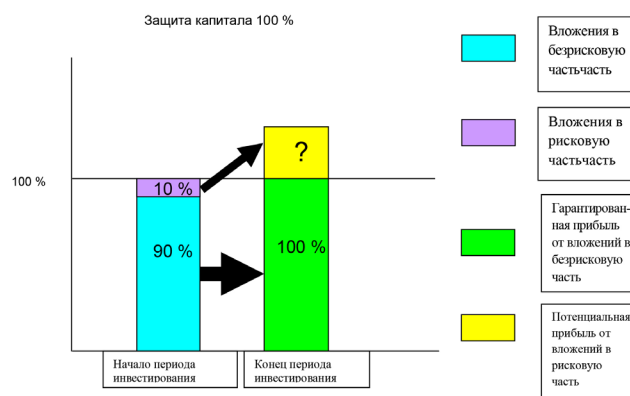 Защита капитала 100 %
100 %
10 %
90 %
?
100 %
Начало периода
инвестирования
Конец периода
инвестирования
Вложения в
безрисковую
частьчасть
Вложения в
рисковую
частьчасть
Гарантирован-
ная прибыль
от вложений в
безрисковую
часть
Потенциальная
прибыль от
вложений в
рисковую
часть